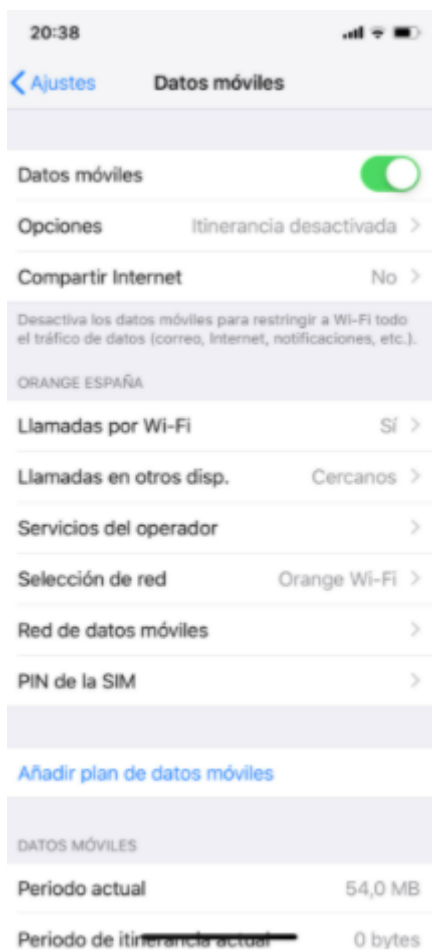 20:38
Ajustes Datos móviles
Datos móviles
Opciones Itinerancia desactivada
Compartir Internet No
Desactiva los datos móviles para restringir a Wi-Fi todo
el tráfico de datos (correo, Internet, notificaciones, etc.).
ORANGE ESPAÑA
Llamadas por Wi-Fi Sí
Llamadas en otros disp. Cercanos
Servicios del operador
Selección de red Orange Wi-Fi
Red de datos móviles
PIN de la SIM
Añadir plan de datos móviles
DATOS MÓVILES
Periodo actual 54,0 MB
Periodo de itinerancia actual 0 bytes